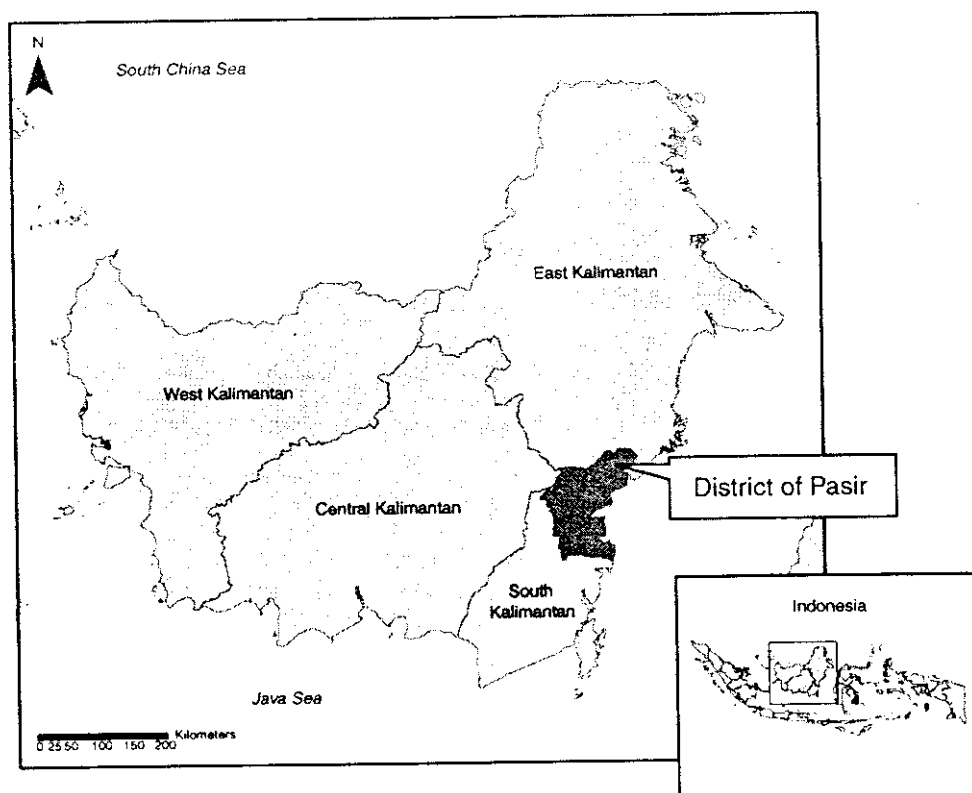 N
South China Sea
East Kalimantan
West Kalimantan
District of Pasir
Central Kalimantan
South
Kalimantan
Indonesia
Java Sea
Kilometers
0 25 50 100 150 200